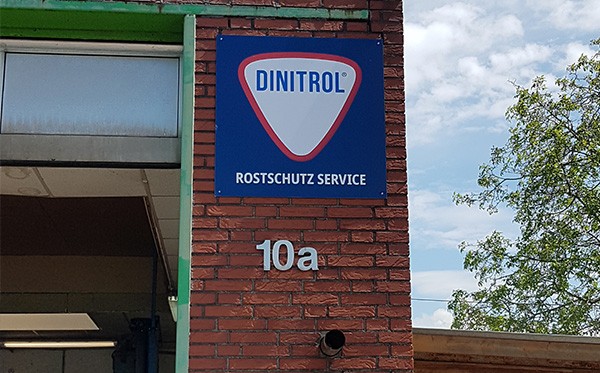 DINITROL®
ROSTSCHUTZ SERVICE
10a